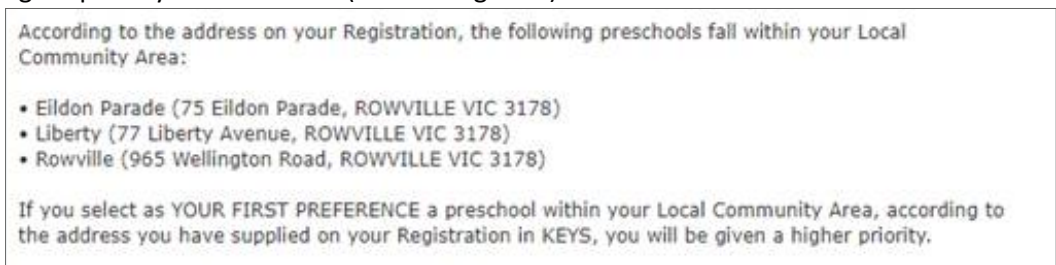 According to the address on your Registration, the following preschools fall within your Local
Community Area:
• Eildon Parade (75 Eildon Parade, ROWVILLE VIC 3178)
• Liberty (77 Liberty Avenue, ROWVILLE VIC 3178)
• Rowville (965 Wellington Road, ROWVILLE VIC 3178)
If you select as YOUR FIRST PREFERENCE a preschool within your Local Community Area, according to
the address you have supplied on your Registration in KEYS, you will be given a higher priority.